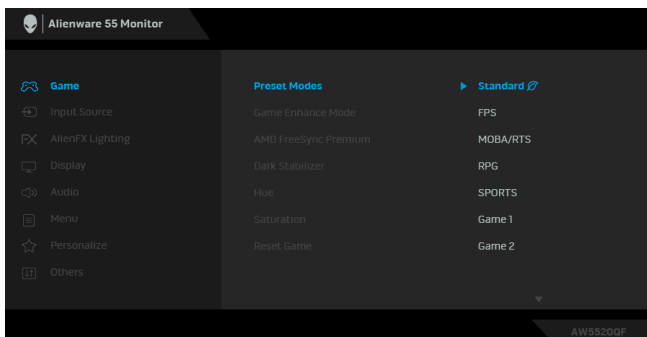 Alienware 55 Monitor
Game
Preset Modes
Standard
Input Source
Game Enhance Mode
FPS
FX
AlienFX Lighting
AMD FreeSync Premium
MOBA/RTS
Display
Dark Stabilizer
RPG
Audio
Hue
SPORTS
Menu
Saturation
Game 1
Personalize
Reset Game
Game 2
Others
AW5520QF